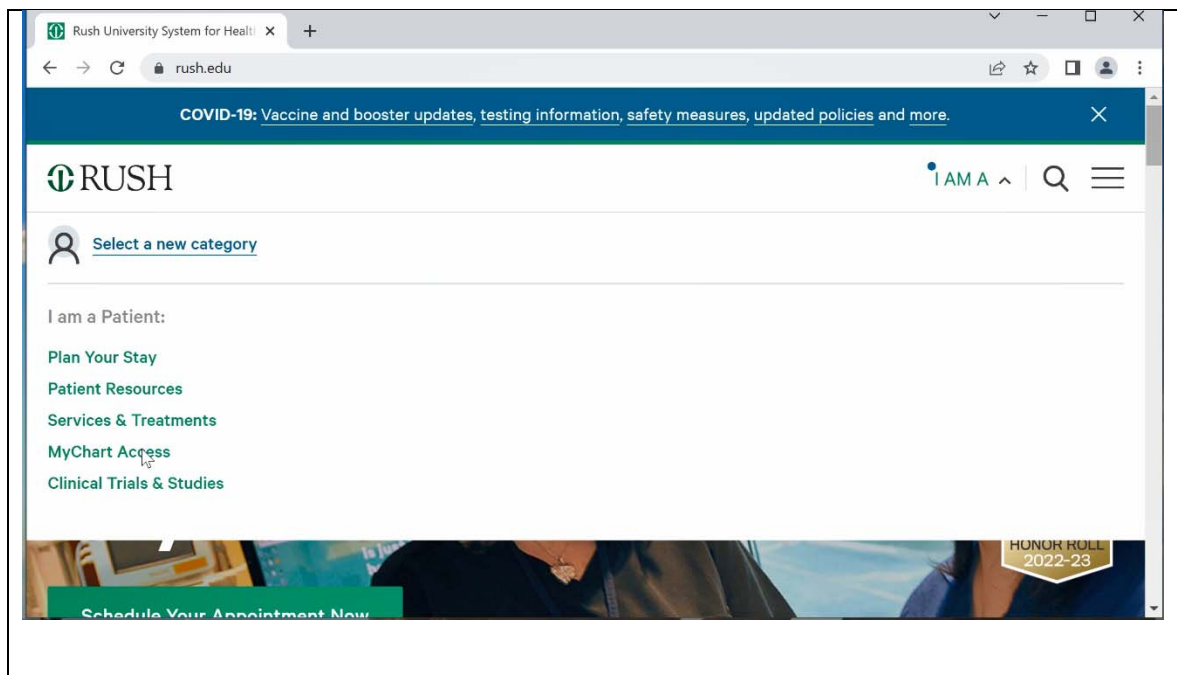 Rush University System for Healt
rush.edu
COVID-19: Vaccine and booster updates, testing information, safety measures, updated policies and more.
RUSH
I AM A
Select a new category
I am a Patient:
Plan Your Stay
Patient Resources
Services & Treatments
MyChart Access
Clinical Trials & Studies
HONOR ROLL
2022-23
Schedule Your Appointment Now